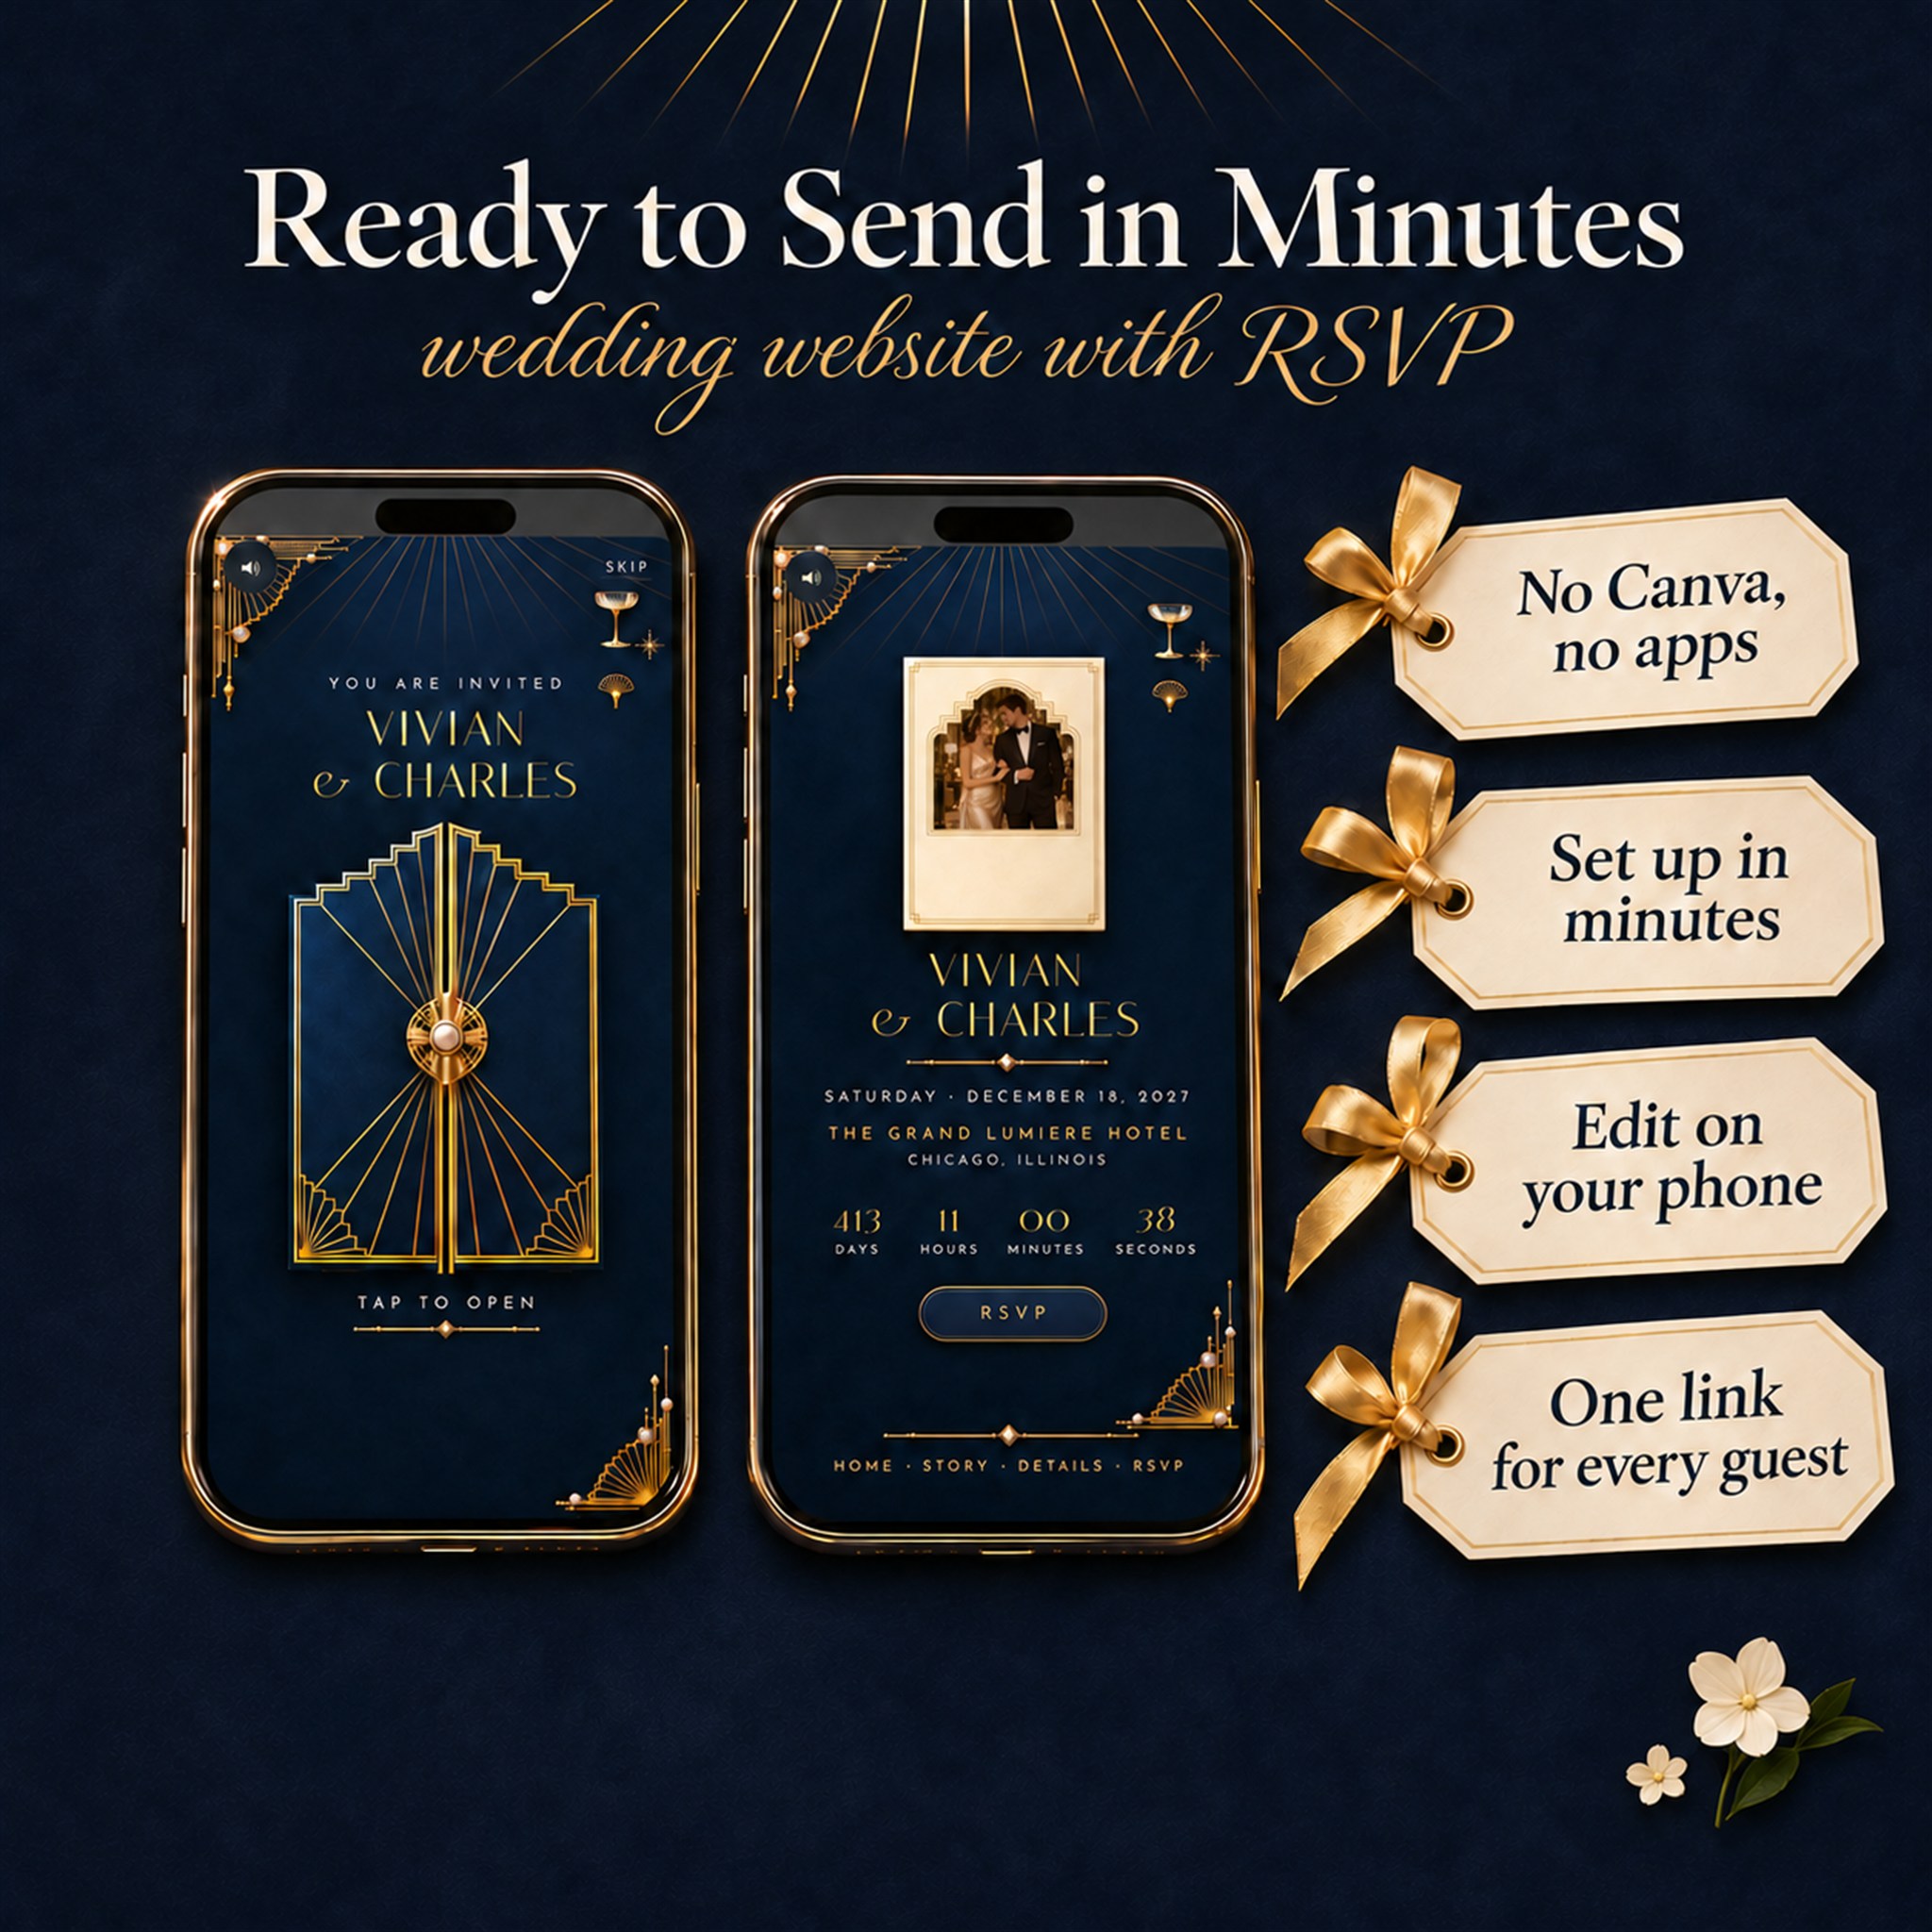 Ready to Send in Minutes
wedding website with RSVP
SKIP
YOU ARE INVITED
VIVIAN
& CHARLES
TAP TO OPEN
VIVIAN
& CHARLES
SATURDAY · DECEMBER 18, 2027
THE GRAND LUMIERE HOTEL
CHICAGO, ILLINOIS
413 11 00 38
DAYS HOURS MINUTES SECONDS
RSVP
HOME · STORY · DETAILS · RSVP
No Canva,
no apps
Set up in
minutes
Edit on
your phone
One link
for every guest